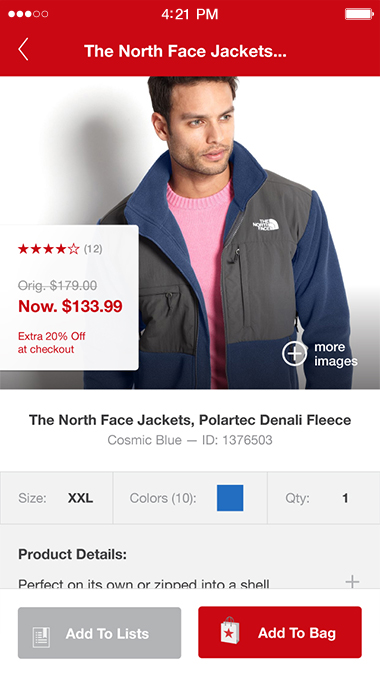 4:21 PM
The North Face Jackets...
THE
NORTH
FACE
(12)
Orig. $179.00
Now. $133.99
Extra 20% Off
at checkout
more
images
The North Face Jackets, Polartec Denali Fleece
Cosmic Blue — ID: 1376503
Size: XXL Colors (10): Qty: 1
Product Details:
Perfect on its own or zipped into a shell
Add To Lists Add To Bag